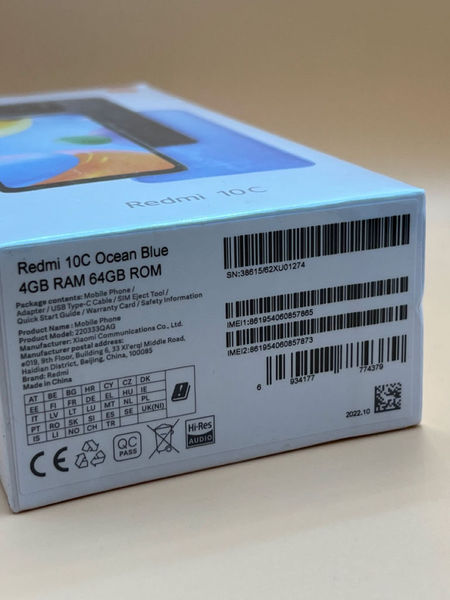 Redmi 10C
Redmi 10C Ocean Blue
4GB RAM 64GB ROM
Package contents: Mobile Phone /
Adapter / USB Type-C Cable / SIM Eject Tool /
Quick Start Guide / Warranty Card / Safety Information
Product Name : Mobile Phone
Product Model: 220333QAG
Manufacturer: Xiaomi Communications Co., Ltd.
Manufacturer postal address:
#019, 9th Floor, Building 6, 33 Xi'erqi Middle Road,
Haidian District, Beijing, China, 100085
Brand: Redmi
Made in China
AT BE BG HR CY CZ DK
EE FI FR DE EL HU IE
IT LV LT LU MT NL PL
PT RO SK SI ES SE UK(NI)
IS LI NO CH TR
CE
QC
PASS
Hi-Res
AUDIO
SN:38615/62XU01274
IMEI1:861954060857865
IMEI2:861954060857873
6 934177 774379
2022.10